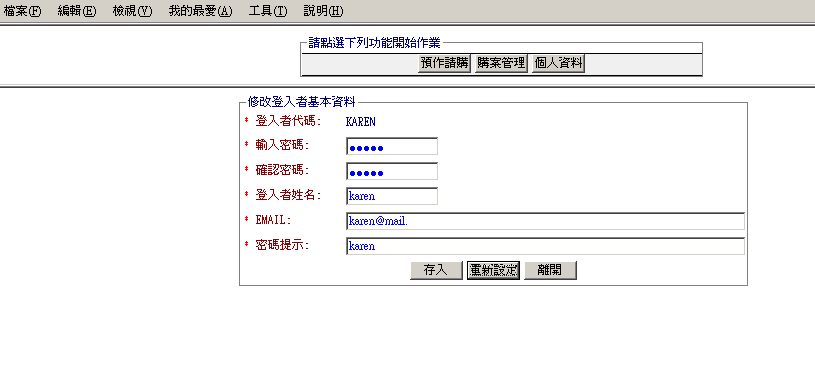 檔案(F) 編輯(E) 檢視(V) 我的最愛(A) 工具(T) 說明(H)
請點選下列功能開始作業
預作請購 購案管理 個人資料
修改登入者基本資料
* 登入者代碼: KAREN
* 輸入密碼: ●●●●●
* 確認密碼: ●●●●●
* 登入者姓名: karen
* EMAIL: karen@mail.
* 密碼提示: karen
存入 重新設定 離開